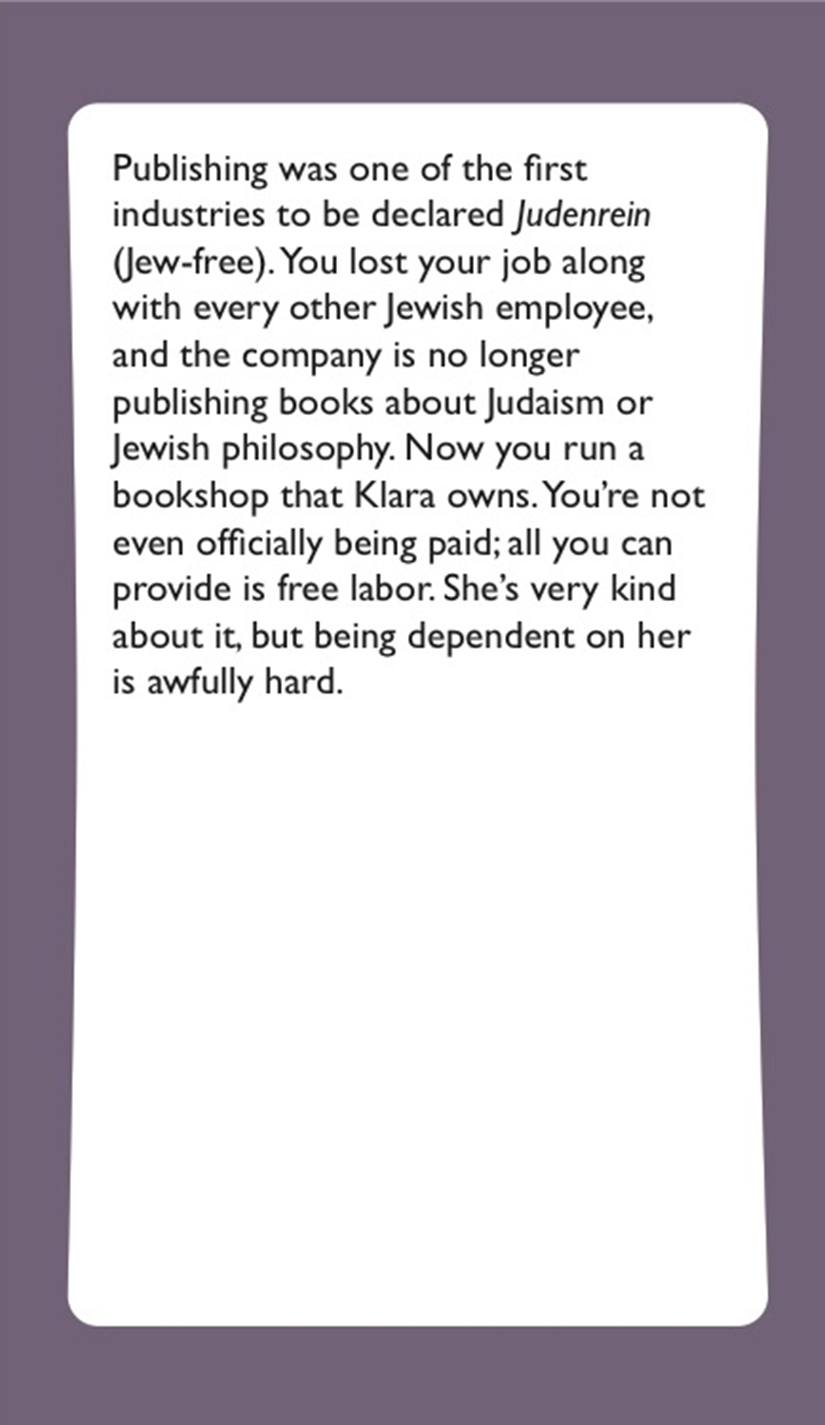 Publishing was one of the first
industries to be declared Judenrein
(Jew-free). You lost your job along
with every other Jewish employee,
and the company is no longer
publishing books about Judaism or
Jewish philosophy. Now you run a
bookshop that Klara owns. You’re not
even officially being paid; all you can
provide is free labor. She’s very kind
about it, but being dependent on her
is awfully hard.